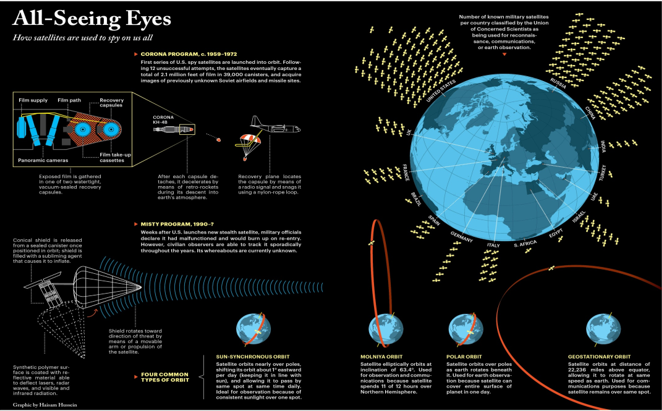 All-Seeing Eyes
How satellites are used to spy on us all
CORONA PROGRAM, c. 1959–1972
First series of U.S. spy satellites are launched into orbit. Follow-
ing 12 unsuccessful attempts, the satellites eventually capture a
total of 2.1 million feet of film in 39,000 canisters, and acquire
images of previously unknown Soviet airfields and missile sites.
Film supply
Film path
Recovery
capsules
Panoramic cameras
Film take-up
cassettes
CORONA
KH-4B
Exposed film is gathered
in one of two watertight,
vacuum-sealed recovery
capsules.
After each capsule de-
taches, it decelerates by
means of retro-rockets
during its descent into
earth's atmosphere.
Recovery plane locates
the capsule by means of
a radio signal and snags it
using a nylon-rope loop.
MISTY PROGRAM, 1990–?
Weeks after U.S. launches new stealth satellite, military officials
declare it had malfunctioned and would burn up on re-entry.
However, civilian observers are able to track it sporadically
throughout the years. Its whereabouts are currently unknown.
Conical shield is released
from a sealed canister once
positioned in orbit; shield is
filled with a subliming agent
that causes it to inflate.
Shield rotates toward
direction of threat by
means of a movable
arm or propulsion of
the satellite.
Synthetic polymer sur-
face is coated with re-
flective material able
to deflect lasers, radar
waves, and visible and
infrared radiation.
Graphic by Haisam Hussein
Number of known military satellites
per country classified by the Union
of Concerned Scientists as
being used for reconnais-
sance, communications,
or earth observation.
UNITED STATES
RUSSIA
CHINA
INDIA
TURKEY
UAE
ISRAEL
EGYPT
S. AFRICA
ITALY
GERMANY
SPAIN
BRAZIL
FRANCE
UK
FOUR COMMON
TYPES OF ORBIT
SUN-SYNCHRONOUS ORBIT
Satellite orbits nearly over poles,
shifting its orbit about 1° eastward
per day (keeping it in line with
sun), and allowing it to pass by
same spot at same time daily.
Ideal for observation because of
consistent sunlight over one spot.
MOLNIYA ORBIT
Satellite elliptically orbits at
inclination of 63.4°. Used
for observation and commu-
nications because satellite
spends 11 of 12 hours over
Northern Hemisphere.
POLAR ORBIT
Satellite orbits over poles
as earth rotates beneath
it. Used for earth observa-
tion because satellite can
cover entire surface of
planet in one day.
GEOSTATIONARY ORBIT
Satellite orbits at distance of
22,236 miles above equator,
allowing it to rotate at same
speed as earth. Used for com-
munications purposes because
satellite remains over same spot.